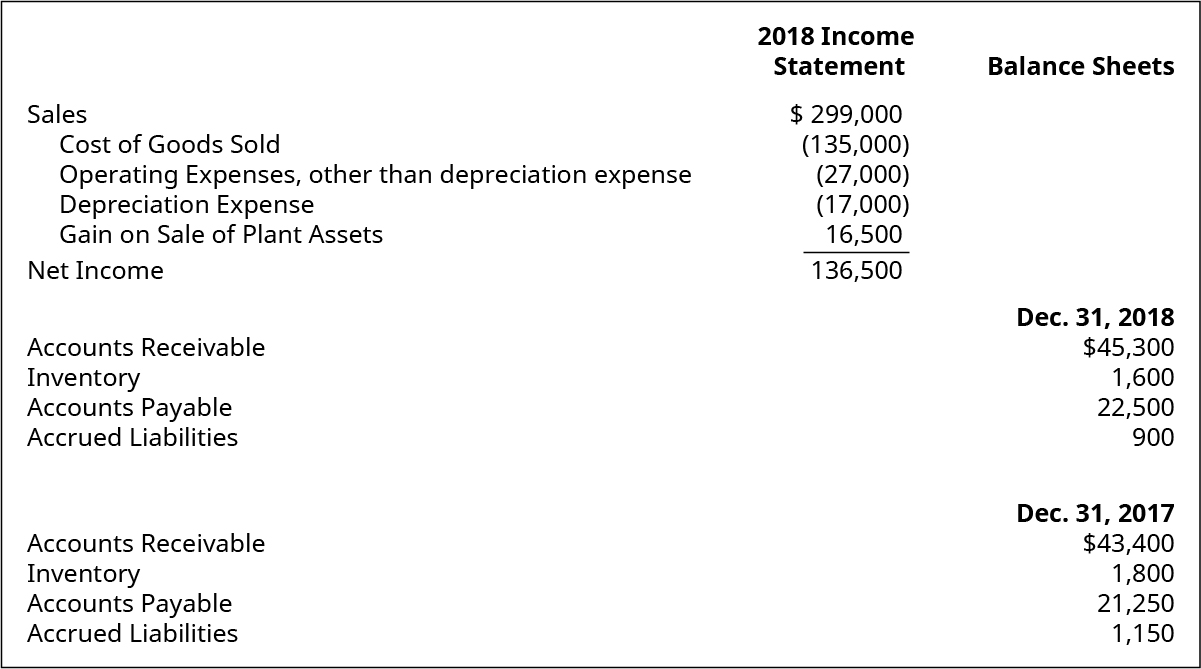 2018 Income
Statement Balance Sheets
Sales $ 299,000
Cost of Goods Sold (135,000)
Operating Expenses, other than depreciation expense (27,000)
Depreciation Expense (17,000)
Gain on Sale of Plant Assets 16,500
Net Income 136,500
Dec. 31, 2018
Accounts Receivable $45,300
Inventory 1,600
Accounts Payable 22,500
Accrued Liabilities 900
Dec. 31, 2017
Accounts Receivable $43,400
Inventory 1,800
Accounts Payable 21,250
Accrued Liabilities 1,150